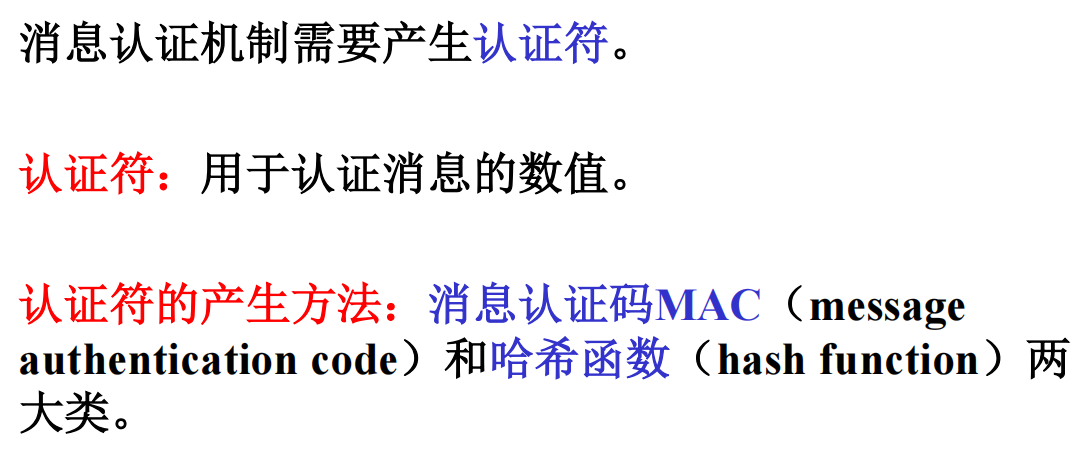 消息认证机制需要产生认证符。
认证符：用于认证消息的数值。
认证符的产生方法：消息认证码MAC（message
authentication code）和哈希函数（hash function）两
大类。